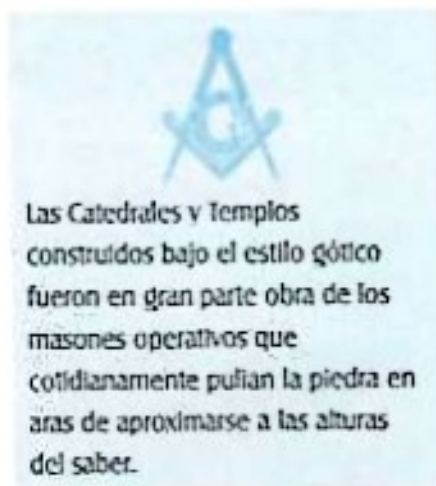 G
Las Catedrales y Templos
construidos bajo el estilo gótico
fueron en gran parte obra de los
masones operativos que
cotidianamente pulían la piedra en
aras de aproximarse a las alturas
del saber.